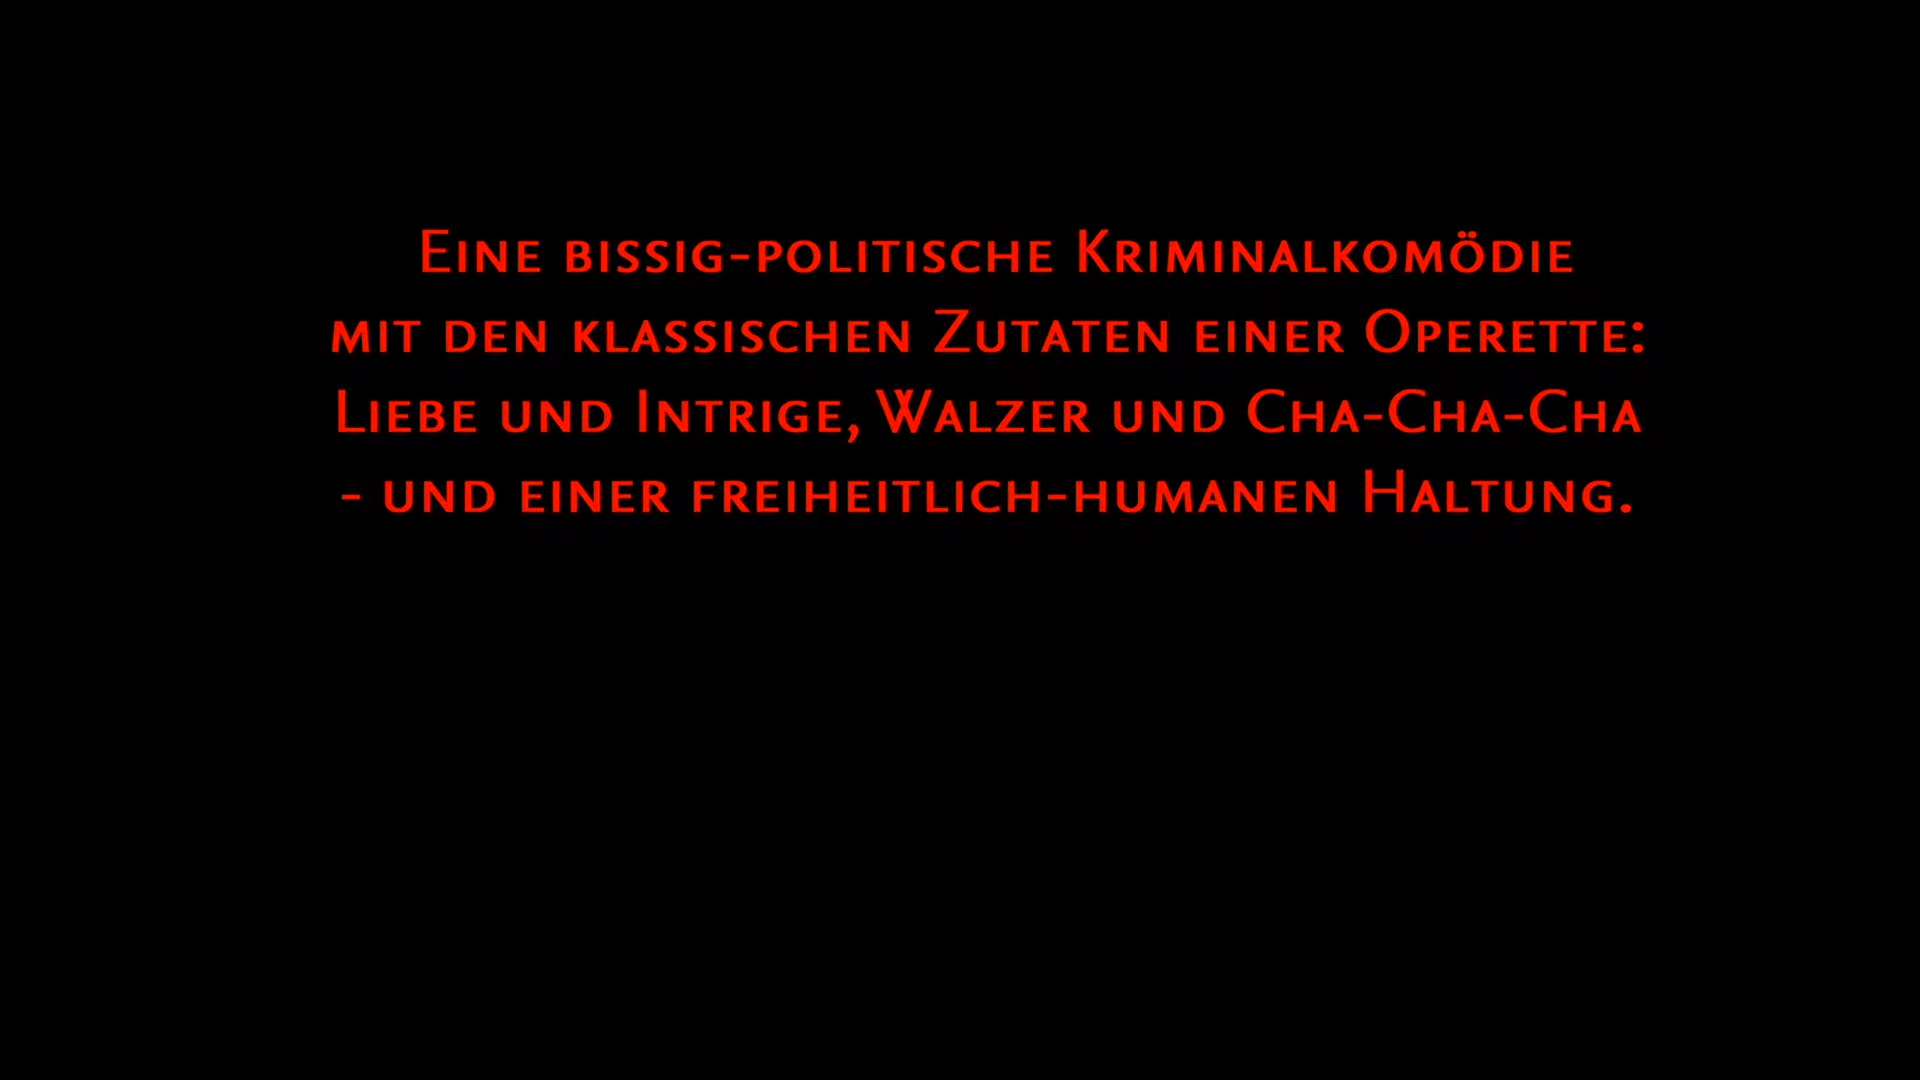 Eine bissig-politische Kriminalkomödie
mit den klassischen Zutaten einer Operette:
Liebe und Intrige, Walzer und Cha-Cha-Cha
- und einer freiheitlich-humanen Haltung.